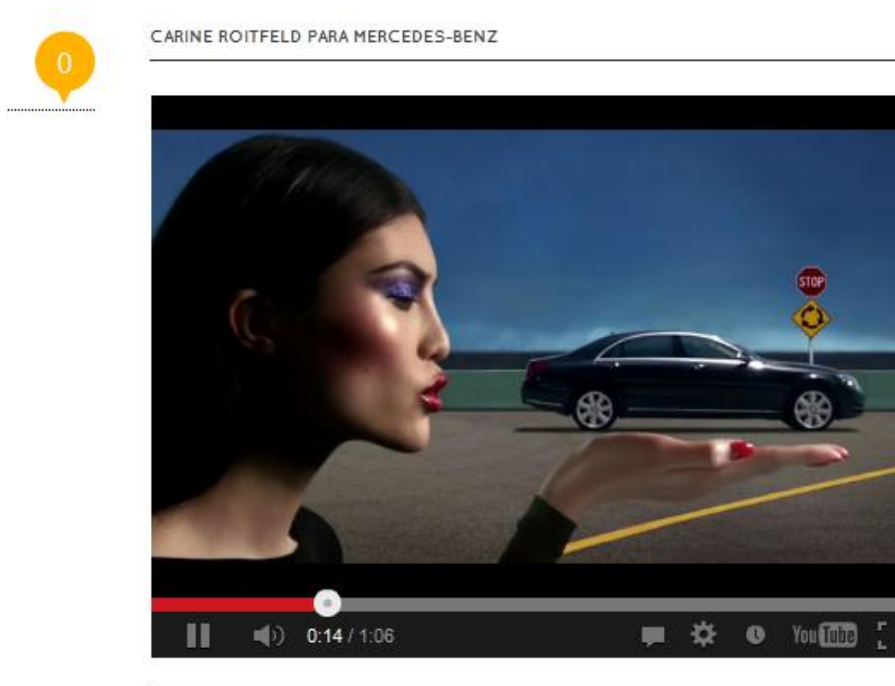 0
CARINE ROITFELD PARA MERCEDES-BENZ
STOP
0:14 / 1:06
YouTube